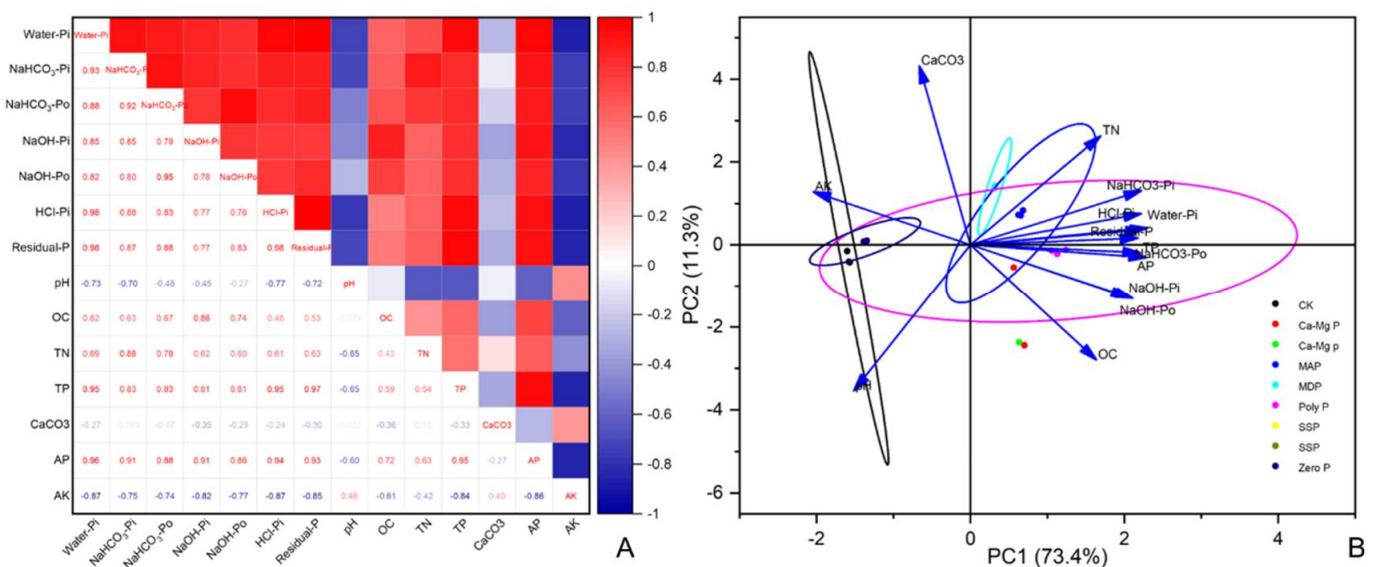 Water-Pi Water-Pi
NaHCO3-Pi 0.93 NaHCO3-P
NaHCO3-Po 0.88 0.92 NaHCO3-Po
NaOH-Pi 0.85 0.85 0.79 NaOH-Pi
NaOH-Po 0.82 0.80 0.95 0.78 NaOH-Po
HCl-Pi 0.98 0.88 0.83 0.77 0.76 HCl-Pi
Residual-P 0.98 0.87 0.88 0.77 0.83 0.98 Residual-P
pH -0.73 -0.70 -0.48 -0.45 -0.27 -0.77 -0.72 pH
OC 0.62 0.63 0.67 0.86 0.74 0.48 0.53 OC
TN 0.69 0.88 0.79 0.62 0.60 0.61 0.63 -0.65 0.43 TN
TP 0.95 0.83 0.83 0.81 0.81 0.95 0.97 -0.65 0.59 0.54 TP
CaCO3 -0.27 -0.17 -0.35 -0.29 -0.24 -0.30 -0.36 0.13 -0.33 CaCO3
AP 0.96 0.91 0.88 0.91 0.86 0.94 0.93 -0.60 0.72 0.63 0.95 -0.27 AP
AK -0.87 -0.75 -0.74 -0.82 -0.77 -0.87 -0.85 0.46 -0.61 -0.42 -0.84 0.40 -0.86 AK
Water-Pi
NaHCO3-Pi
NaHCO3-Po
NaOH-Pi
NaOH-Po
HCl-Pi
Residual-P
pH
OC
TN
TP
CaCO3
AP
AK
1
0.8
0.6
0.4
0.2
0
-0.2
-0.4
-0.6
-0.8
-1
A
PC2 (11.3%)
4
2
0
-2
-4
-6
CaCO3
TN
AK
NaHCO3-Pi
HCl-Pi
Water-Pi
Residual-P
TP
NaHCO3-Po
AP
NaOH-Pi
NaOH-Po
OC
pH
CK
Ca-Mg P
Ca-Mg p
MAP
MDP
Poly P
SSP
SSP
Zero P
-2 0 2 4
PC1 (73.4%)
B